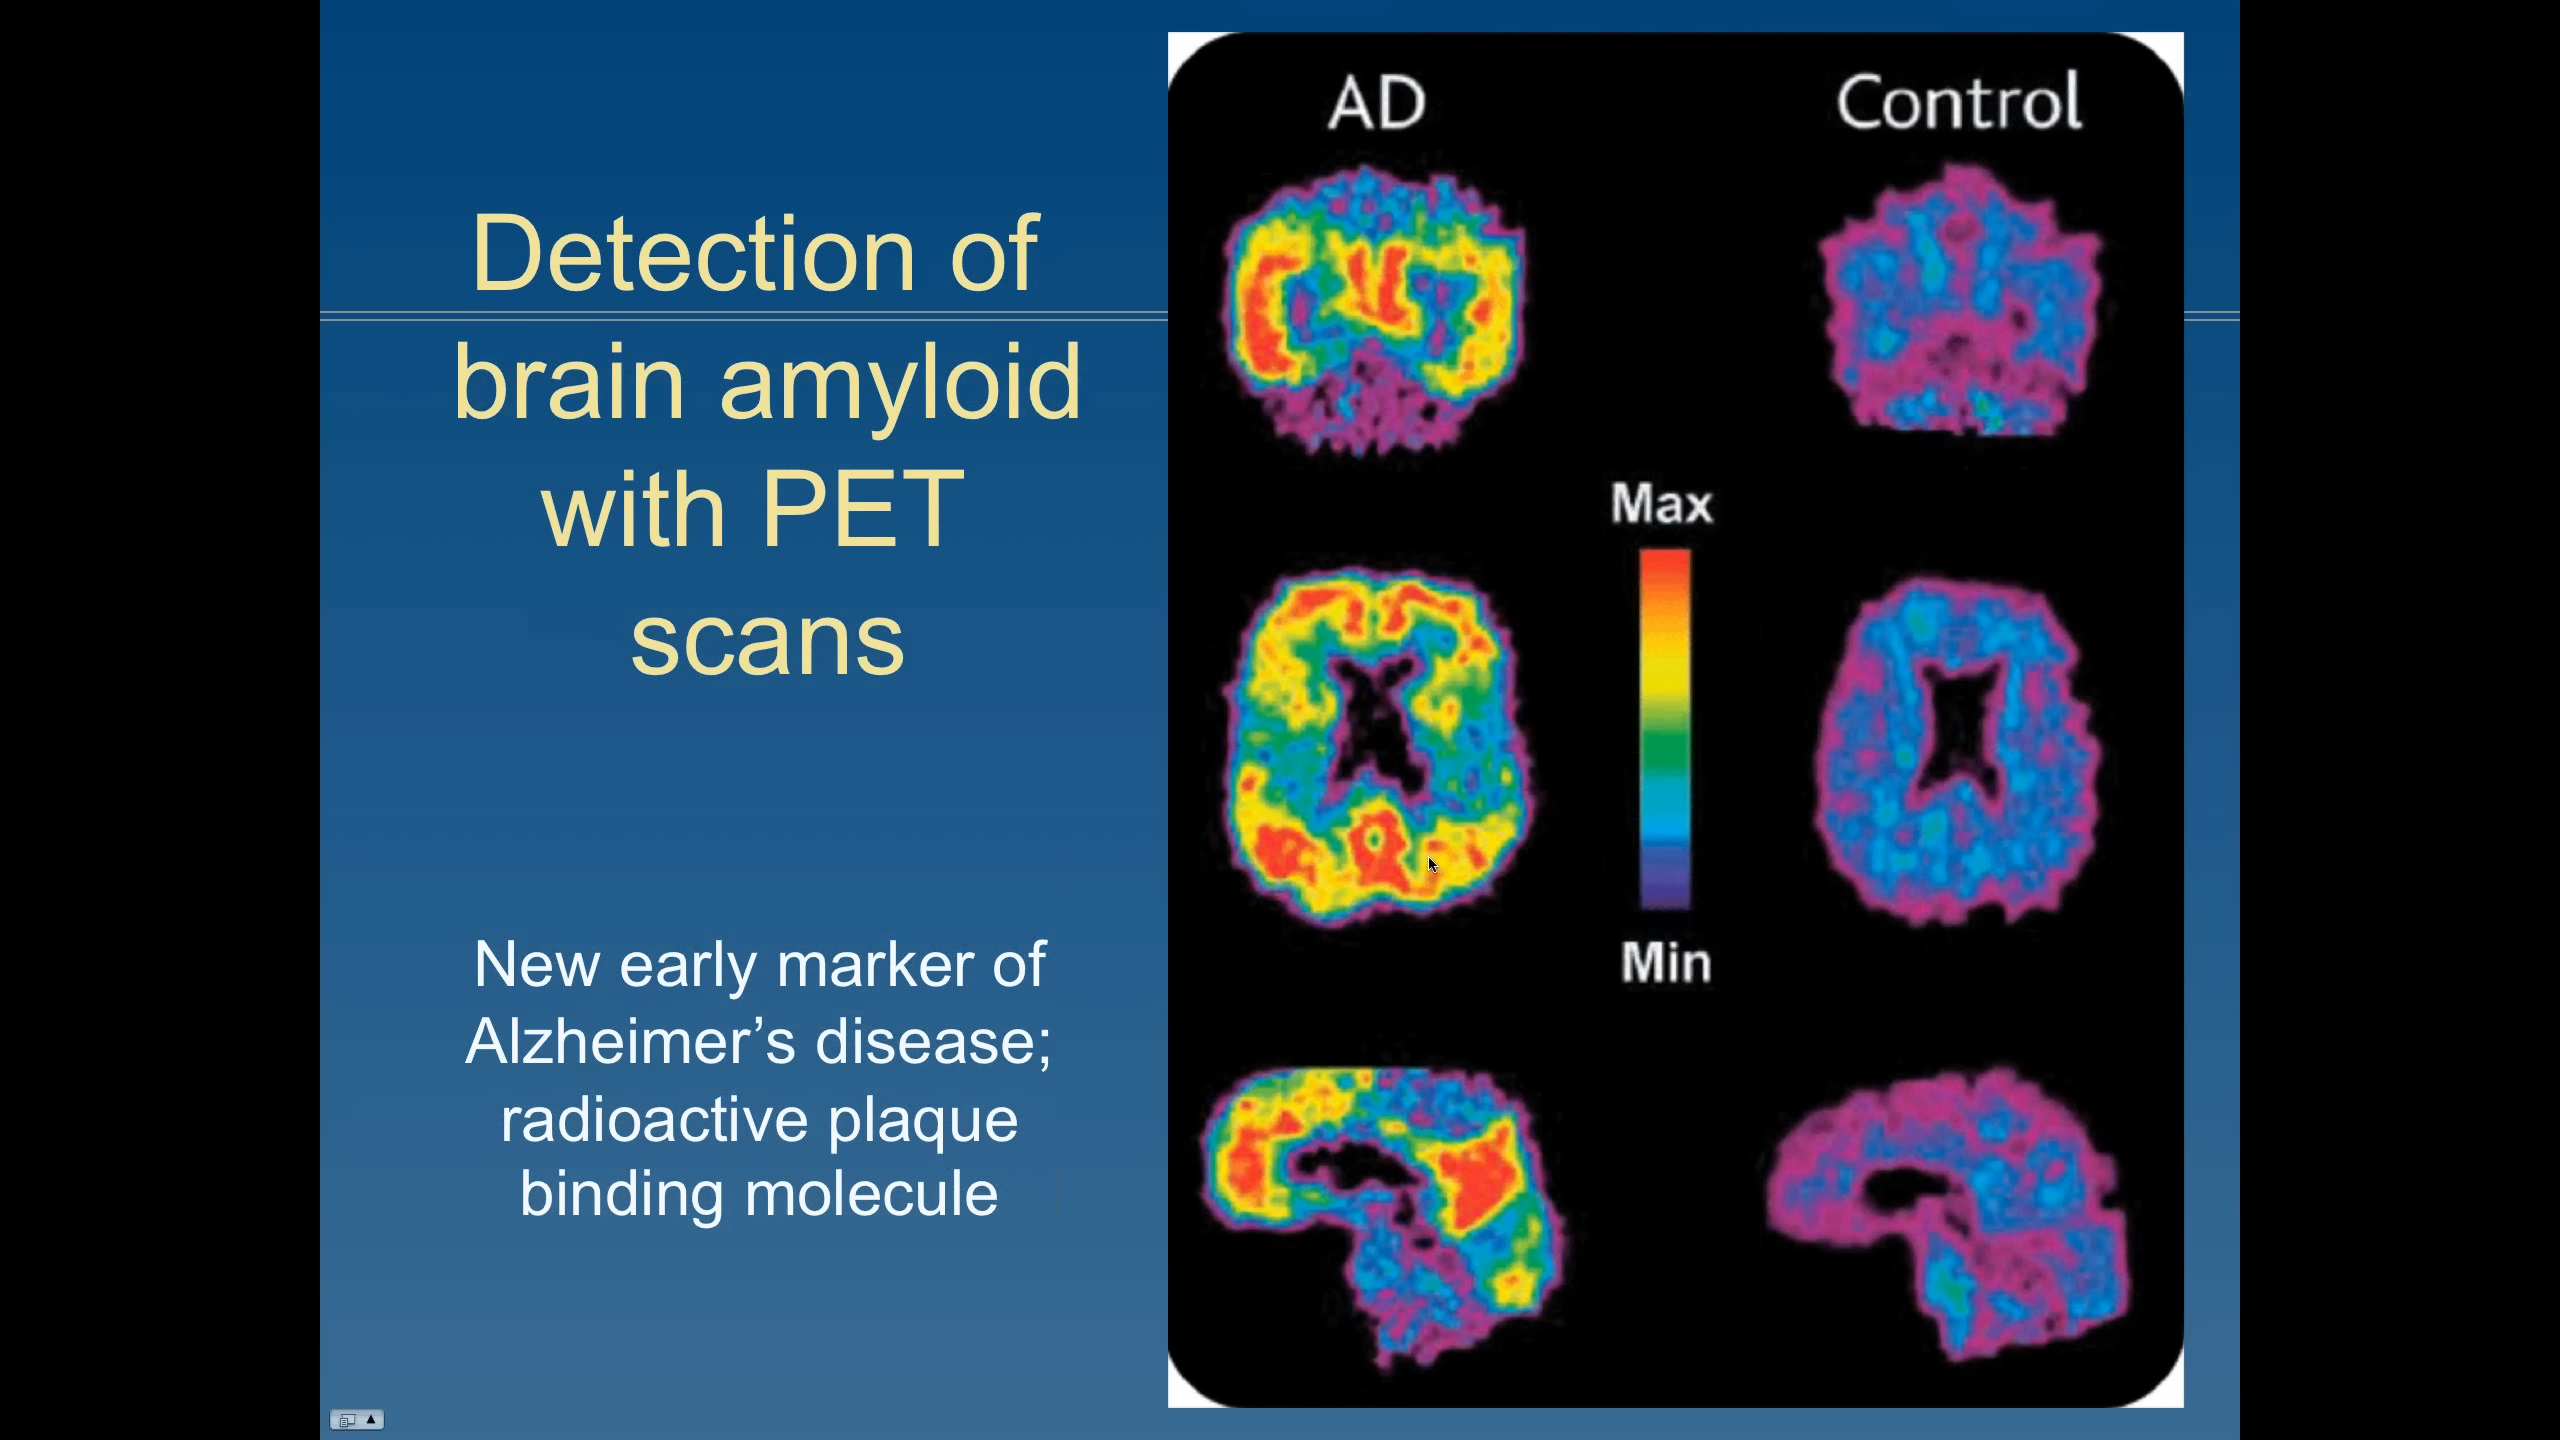 Detection of
brain amyloid
with PET
scans
New early marker of
Alzheimer’s disease;
radioactive plaque
binding molecule
AD
Control
Max
Min